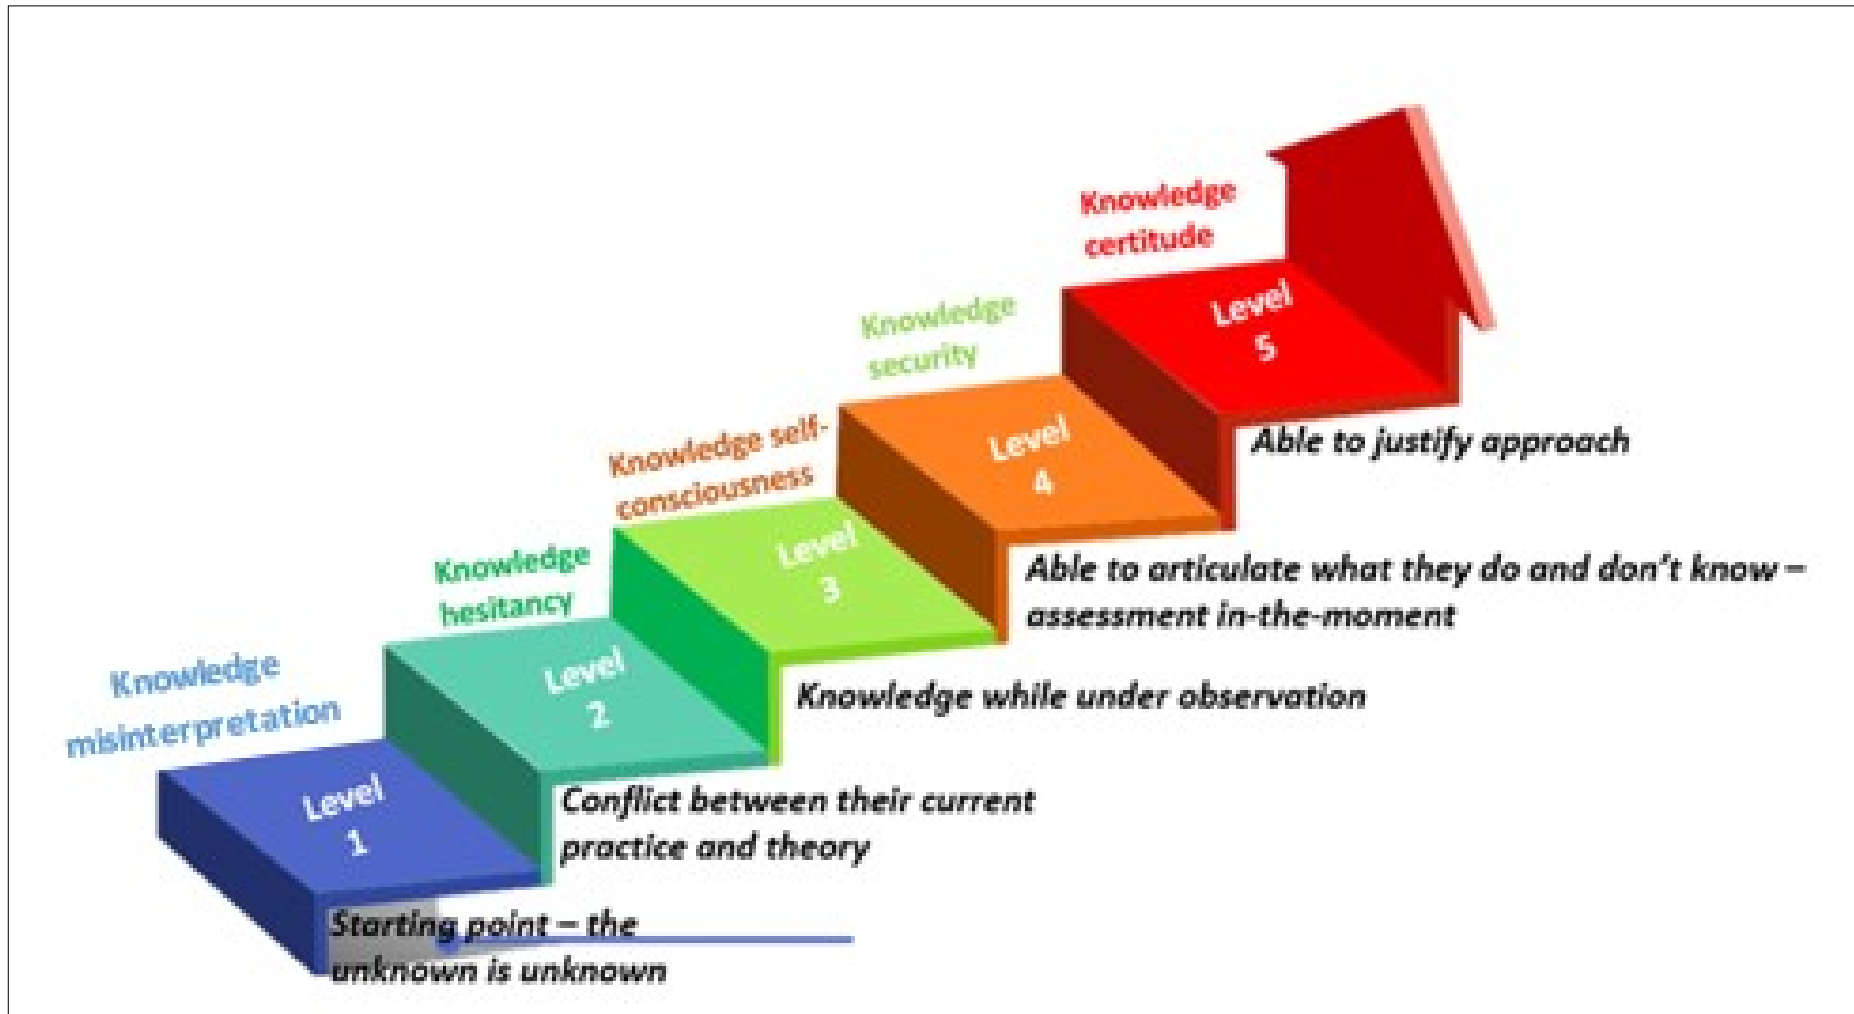 Knowledge
certitude
Level
5
Able to justify approach
Knowledge
security
Level
4
Able to articulate what they do and don't know –
assessment in-the-moment
Knowledge self-
consciousness
Level
3
Knowledge while under observation
Knowledge
hesitancy
Level
2
Conflict between their current
practice and theory
Knowledge
misinterpretation
Level
1
Starting point – the
unknown is unknown